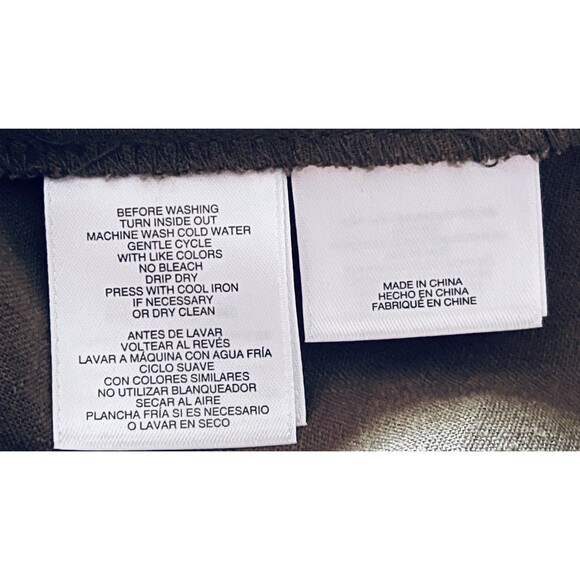 BEFORE WASHING
TURN INSIDE OUT
MACHINE WASH COLD WATER
GENTLE CYCLE
WITH LIKE COLORS
NO BLEACH
DRIP DRY
PRESS WITH COOL IRON
IF NECESSARY
OR DRY CLEAN
ANTES DE LAVAR
VOLTEAR AL REVÉS
LAVAR A MÁQUINA CON AGUA FRÍA
CICLO SUAVE
CON COLORES SIMILARES
NO UTILIZAR BLANQUEADOR
SECAR AL AIRE
PLANCHA FRÍA SI ES NECESARIO
O LAVAR EN SECO
MADE IN CHINA
HECHO EN CHINA
FABRIQUÉ EN CHINE